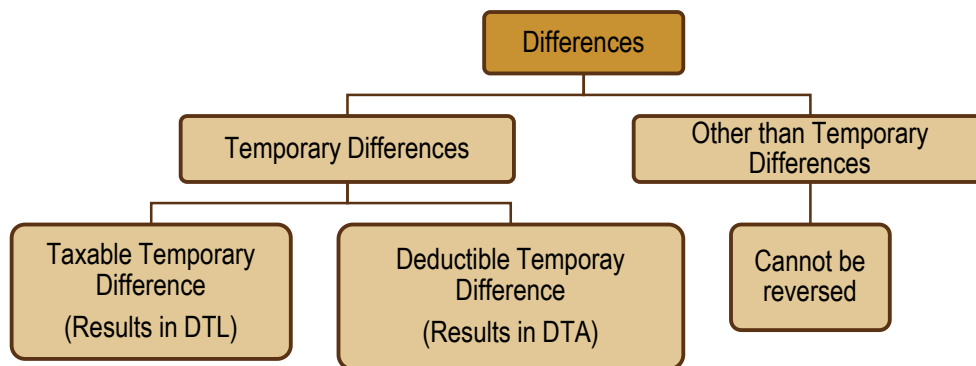 Differences
Temporary Differences
Other than Temporary
Differences
Taxable Temporary
Difference
(Results in DTL)
Deductible Temporay
Difference
(Results in DTA)
Cannot be
reversed